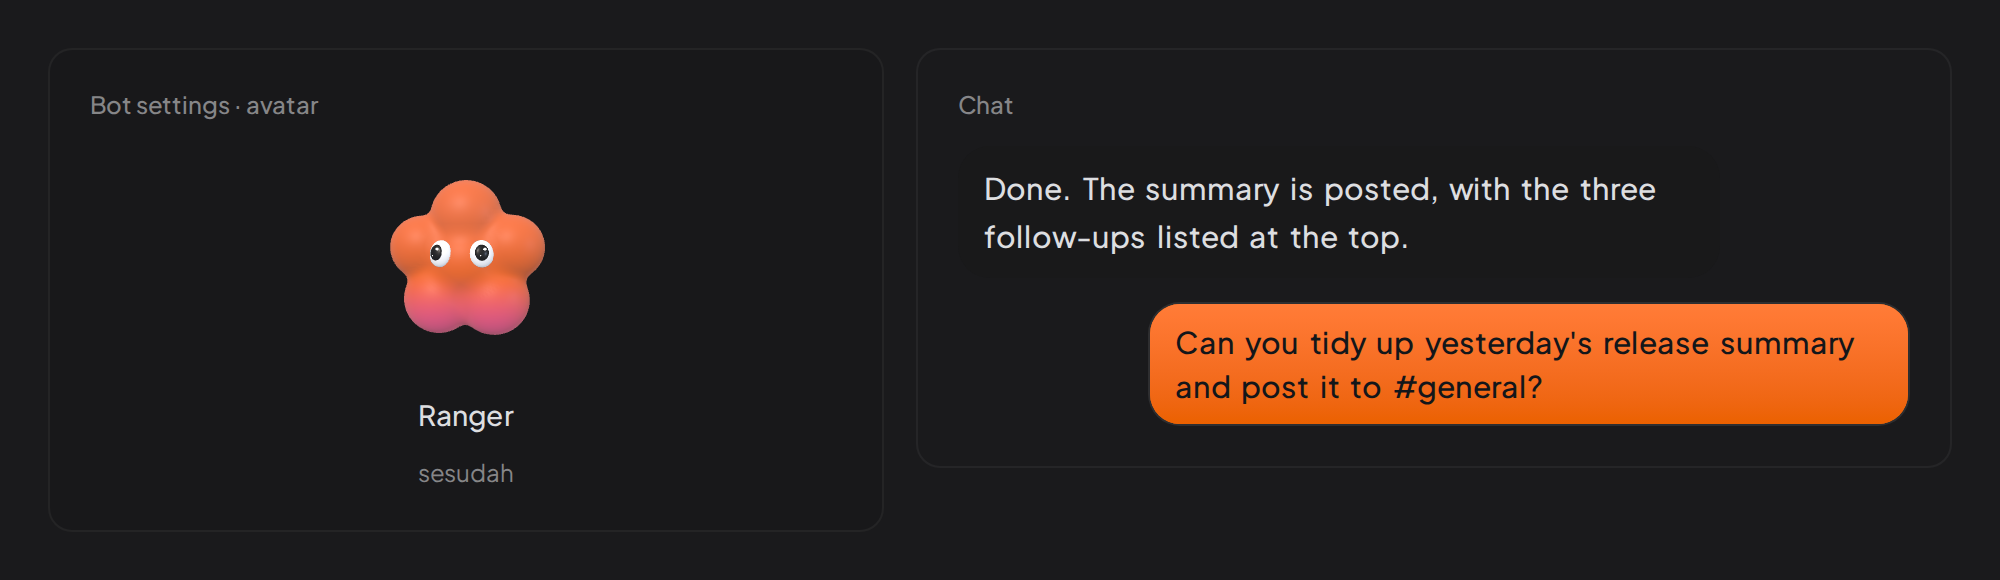 Bot settings · avatar
Ranger
sesudah
Chat
Done. The summary is posted, with the three
follow-ups listed at the top.
Can you tidy up yesterday's release summary
and post it to #general?